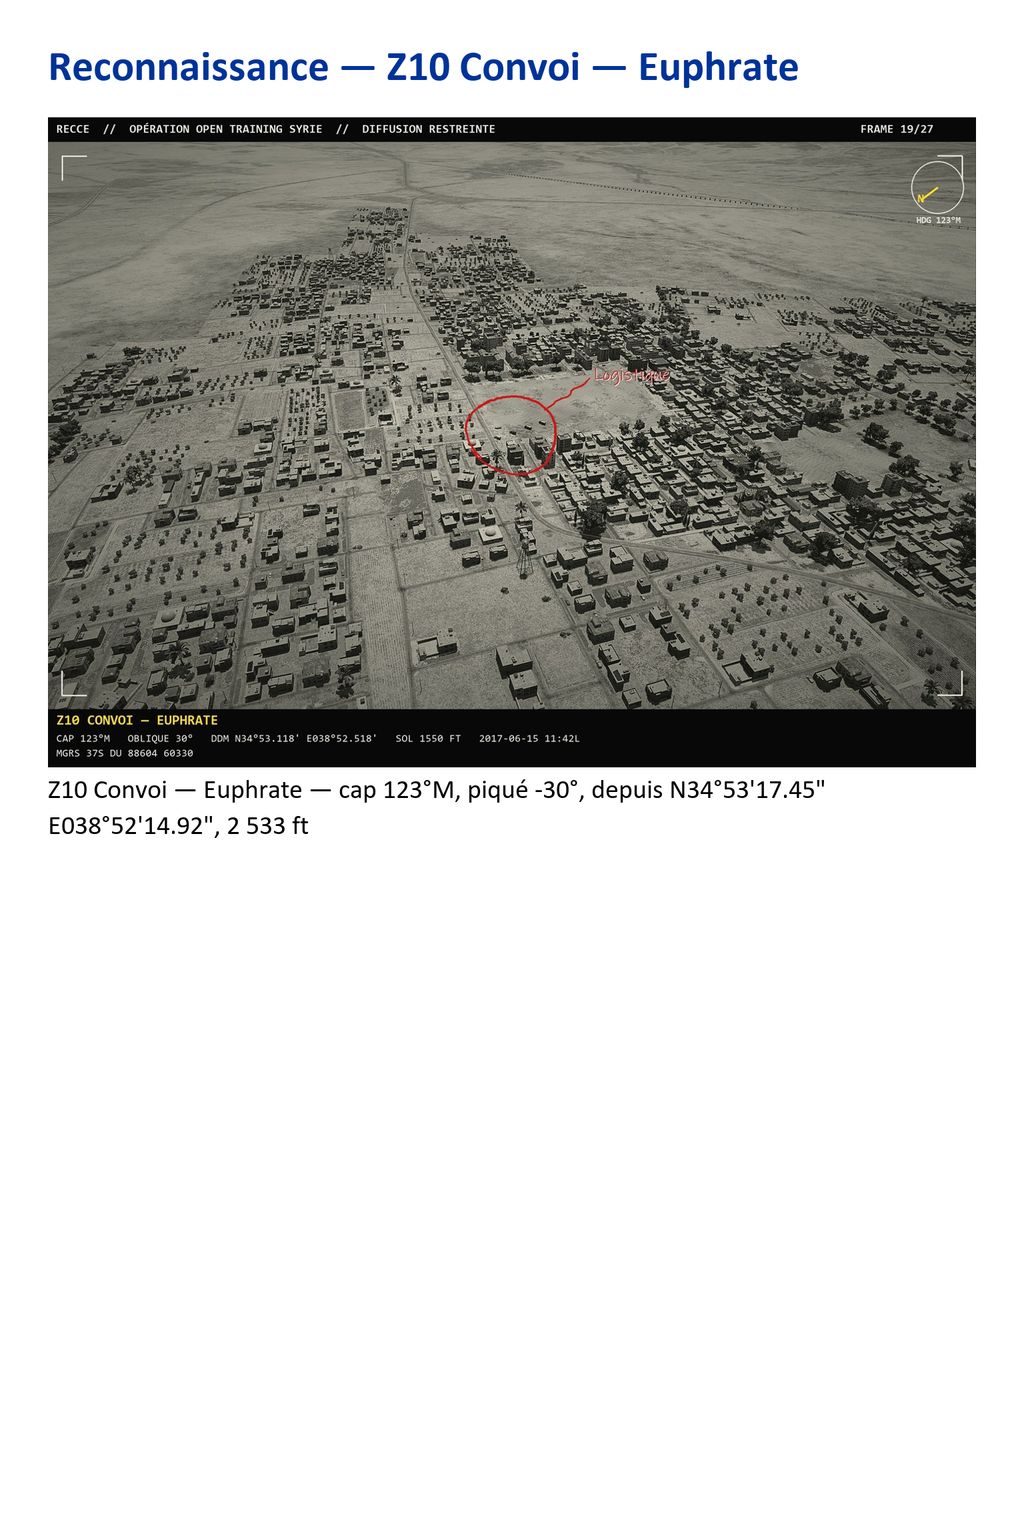 Reconnaissance — Z10 Convoi — Euphrate
RECCE // OPÉRATION OPEN TRAINING SYRIE // DIFFUSION RESTREINTE FRAME 19/27
N
HDG 123°M
Logistique
Z10 CONVOI — EUPHRATE
CAP 123°M OBLIQUE 30° DDM N34°53.118' E038°52.518' SOL 1550 FT 2017-06-15 11:42L
MGRS 37S DU 88604 60330
Z10 Convoi — Euphrate — cap 123°M, piqué -30°, depuis N34°53'17.45"
E038°52'14.92", 2 533 ft